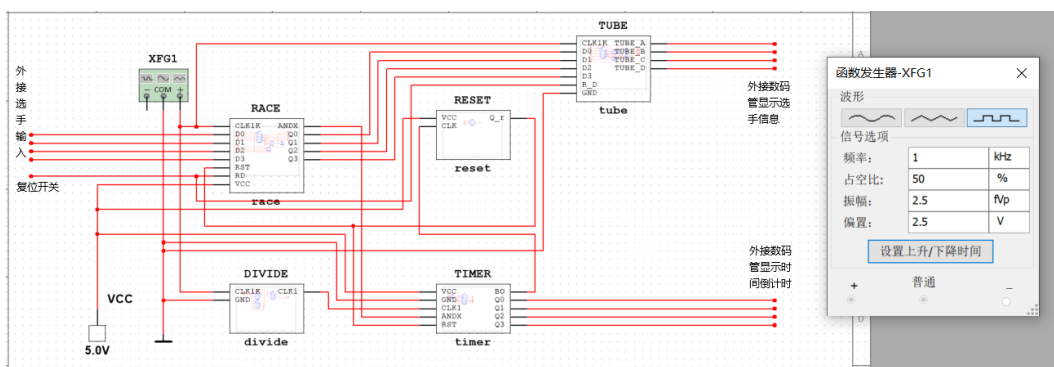 TUBE
CLK1K TUBE_A
D0 TUBE_B
D1 TUBE_C
D2 TUBE_D
D3
R_D
GND
tube
外接数码
管显示选
手信息
XFG1
COM
外
接
选
手
输
入
复位开关
RACE
CLK1K ANDX
D0 Q0
D1 Q1
D2 Q2
D3 Q3
RST
RD
VCC
race
RESET
VCC Q_r
CLK
reset
DIVIDE
CLK1K CLK1
GND
divide
TIMER
VCC BO
GND Q0
CLK1 Q1
ANDX Q2
RST Q3
timer
外接数码
管显示时
间倒计时
VCC
5.0V
A
D
函数发生器-XFG1
波形
信号选项
频率: 1 kHz
占空比: 50 %
振幅: 2.5 Vp
偏置: 2.5 V
设置上升/下降时间
+ 普通 −